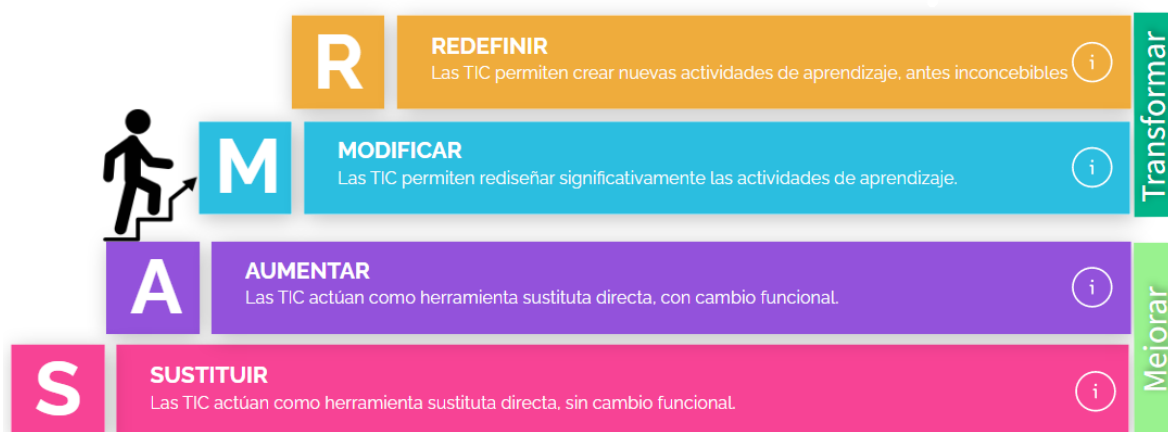 R
REDEFINIR
Las TIC permiten crear nuevas actividades de aprendizaje, antes inconcebibles
i
M
MODIFICAR
Las TIC permiten rediseñar significativamente las actividades de aprendizaje.
i
Transformar
A
AUMENTAR
Las TIC actúan como herramienta sustituta directa, con cambio funcional.
i
S
SUSTITUIR
Las TIC actúan como herramienta sustituta directa, sin cambio funcional.
i
Mejorar